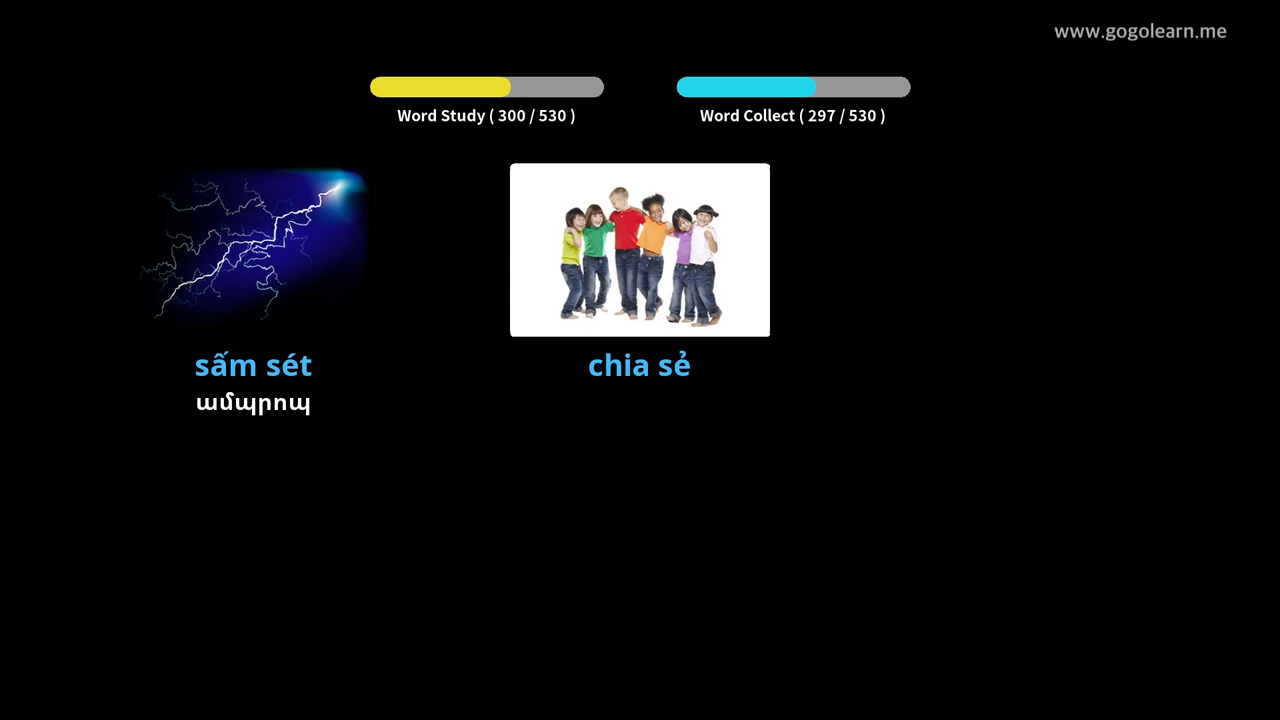 www.gogolearn.me
Word Study ( 300 / 530 )
Word Collect ( 297 / 530 )
sấm sét
ամպրոպ
chia sẻ